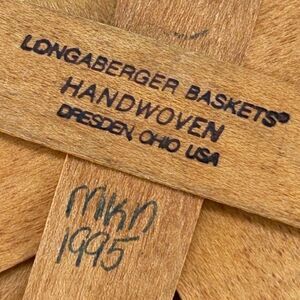 LONGABERGER BASKETS®
HANDWOVEN
DRESDEN, OHIO USA
MKN
1995